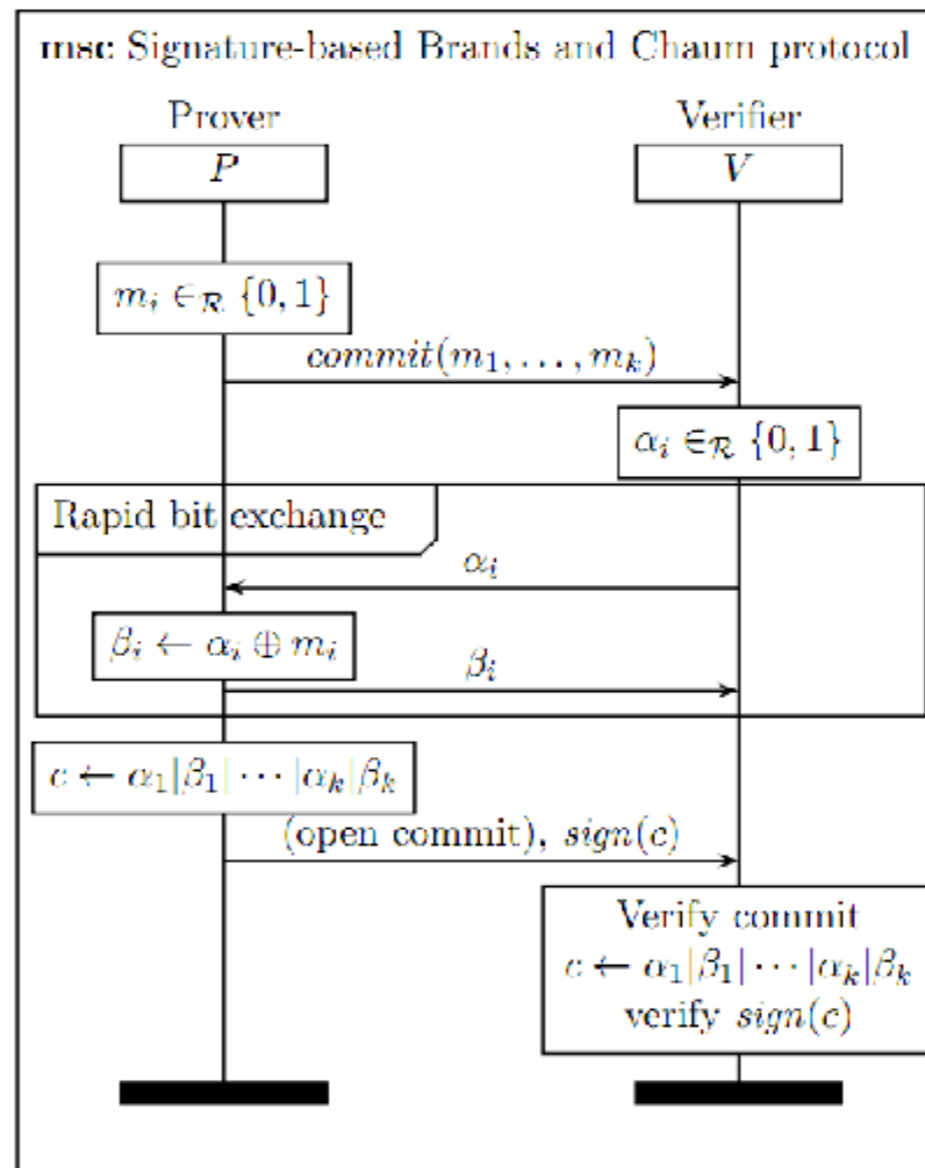 msc Signature-based Brands and Chaum protocol
Prover
Verifier
P
V
m_i ∈_R {0, 1}
commit(m_1, . . . , m_k)
α_i ∈_R {0, 1}
Rapid bit exchange
α_i
β_i ← α_i ⊕ m_i
β_i
c ← α_1|β_1| · · · |α_k|β_k
(open commit), sign(c)
Verify commit
c ← α_1|β_1| · · · |α_k|β_k
verify sign(c)